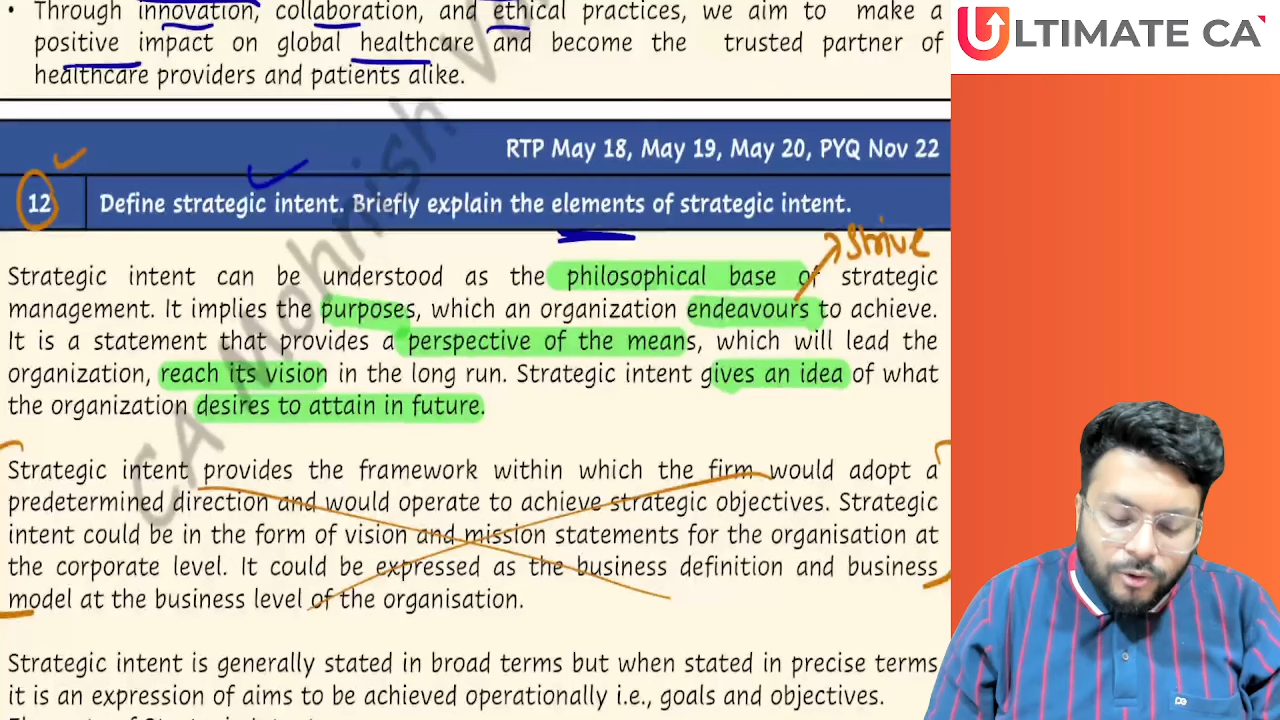 • Through innovation, collaboration, and ethical practices, we aim to make a
positive impact on global healthcare and become the trusted partner of
healthcare providers and patients alike.
ULTIMATE CA
RTP May 18, May 19, May 20, PYQ Nov 22
12 Define strategic intent. Briefly explain the elements of strategic intent.
strive
Strategic intent can be understood as the philosophical base of strategic
management. It implies the purposes, which an organization endeavours to achieve.
It is a statement that provides a perspective of the means, which will lead the
organization, reach its vision in the long run. Strategic intent gives an idea of what
the organization desires to attain in future.
Strategic intent provides the framework within which the firm would adopt a
predetermined direction and would operate to achieve strategic objectives. Strategic
intent could be in the form of vision and mission statements for the organisation at
the corporate level. It could be expressed as the business definition and business
model at the business level of the organisation.
Strategic intent is generally stated in broad terms but when stated in precise terms
it is an expression of aims to be achieved operationally i.e., goals and objectives.
CA Mohnish